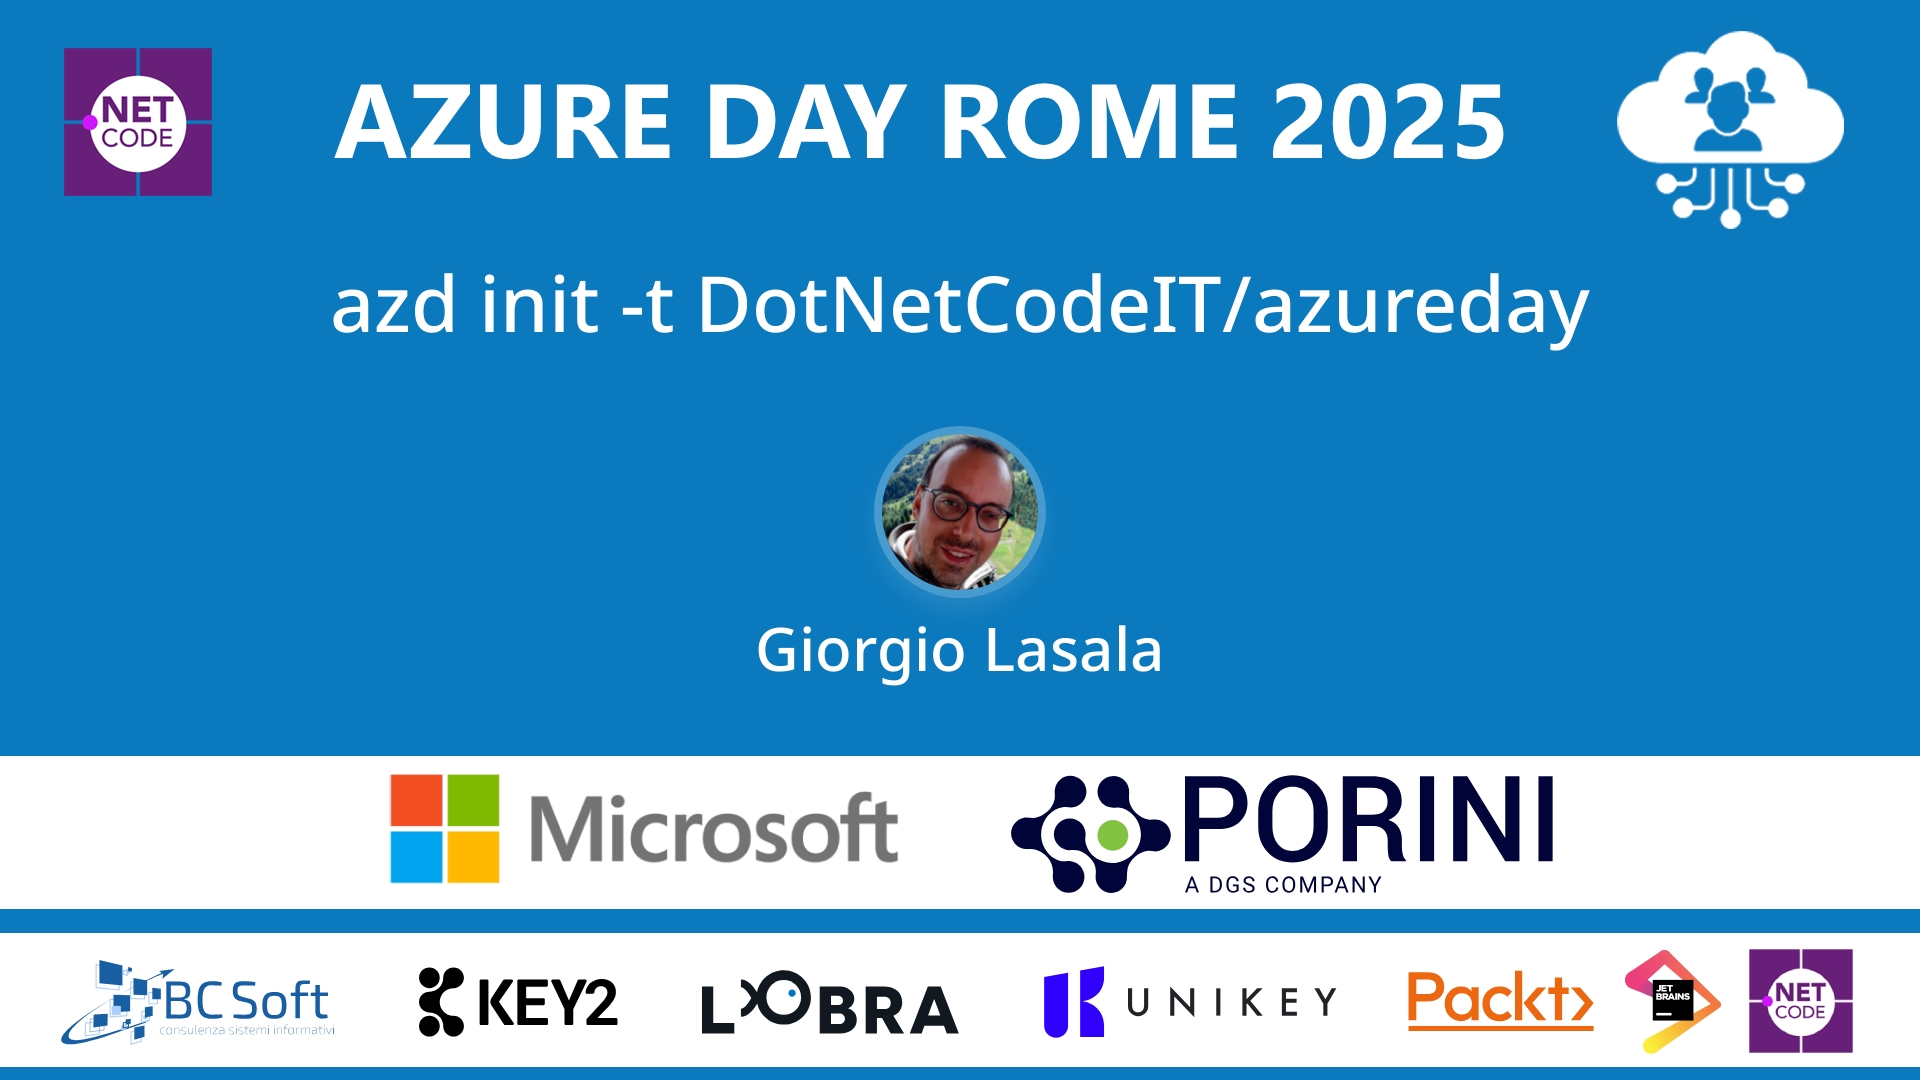 NET
CODE
AZURE DAY ROME 2025
azd init -t DotNetCodeIT/azureday
Giorgio Lasala
Microsoft
PORINI
A DGS COMPANY
BC Soft
consulenza sistemi informativi
KEY2
LOBRA
UNIKEY
Packt
JET
BRAINS
NET
CODE